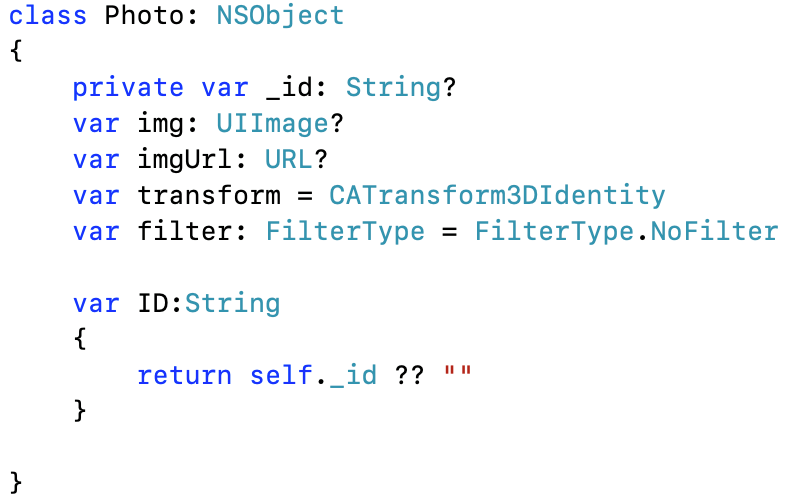 class Photo: NSObject
{
    private var _id: String?
    var img: UIImage?
    var imgUrl: URL?
    var transform = CATransform3DIdentity
    var filter: FilterType = FilterType.NoFilter

    var ID:String
    {
        return self._id ?? ""
    }

}